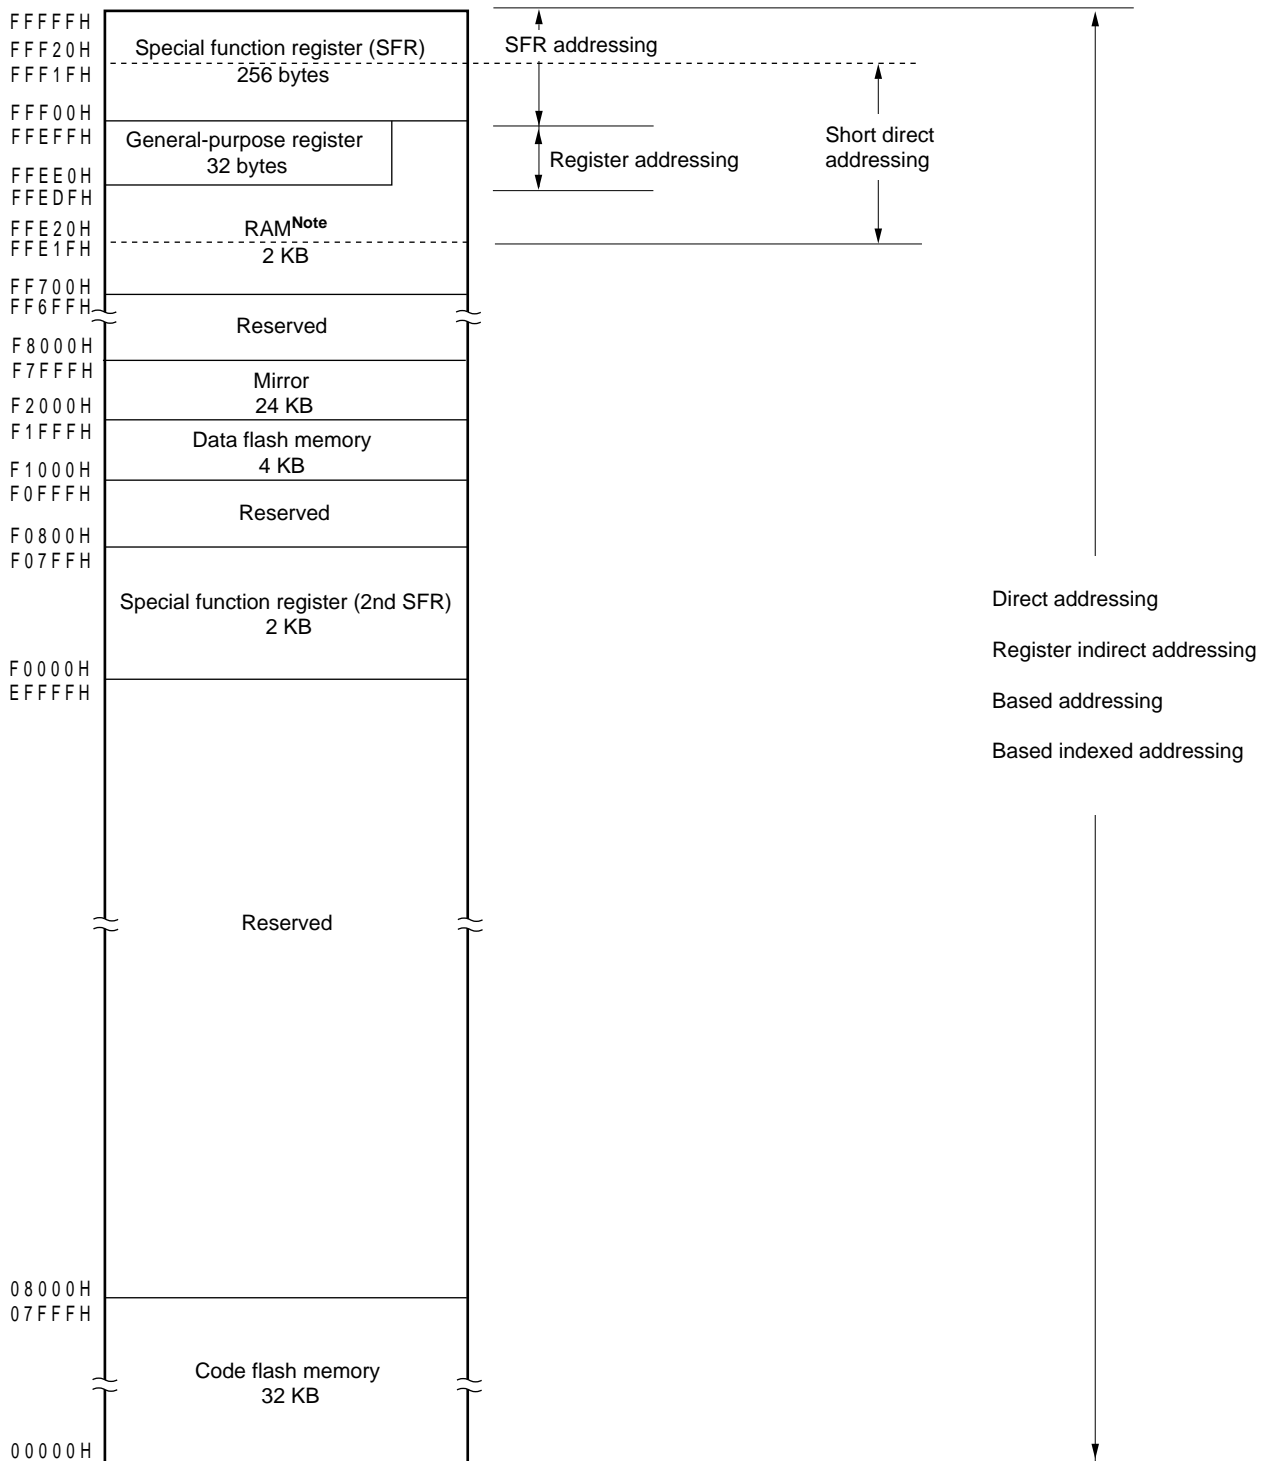 FFFFFH
FFF20H
FFF1FH
FFF00H
FFEFFH
FFEE0H
FFEDFH
FFE20H
FFE1FH
FF700H
FF6FFH
F8000H
F7FFFH
F2000H
F1FFFH
F1000H
F0FFFH
F0800H
F07FFH
F0000H
EFFFFH
08000H
07FFFH
00000H
Special function register (SFR)
256 bytes
General-purpose register
32 bytes
RAMNote
2 KB
Reserved
Mirror
24 KB
Data flash memory
4 KB
Reserved
Special function register (2nd SFR)
2 KB
Reserved
Code flash memory
32 KB
SFR addressing
Register addressing
Short direct
addressing
Direct addressing
Register indirect addressing
Based addressing
Based indexed addressing